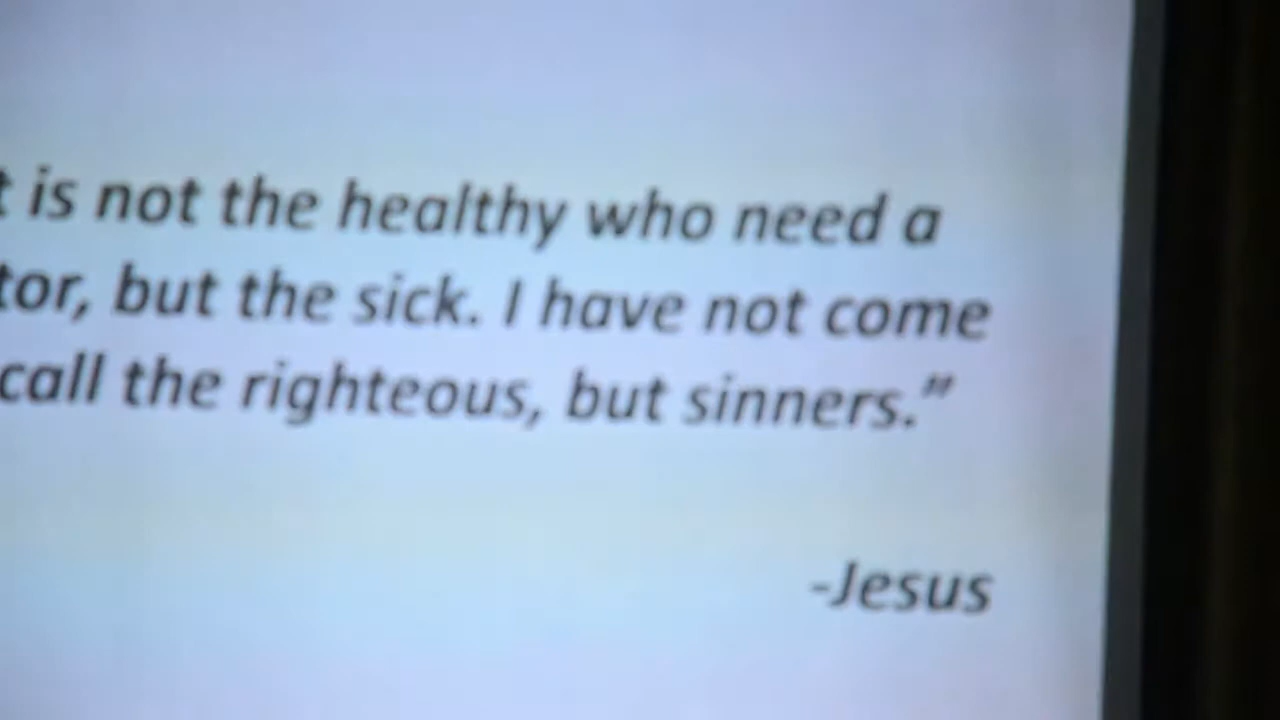 t is not the healthy who need a
tor, but the sick. I have not come
call the righteous, but sinners.”
-Jesus